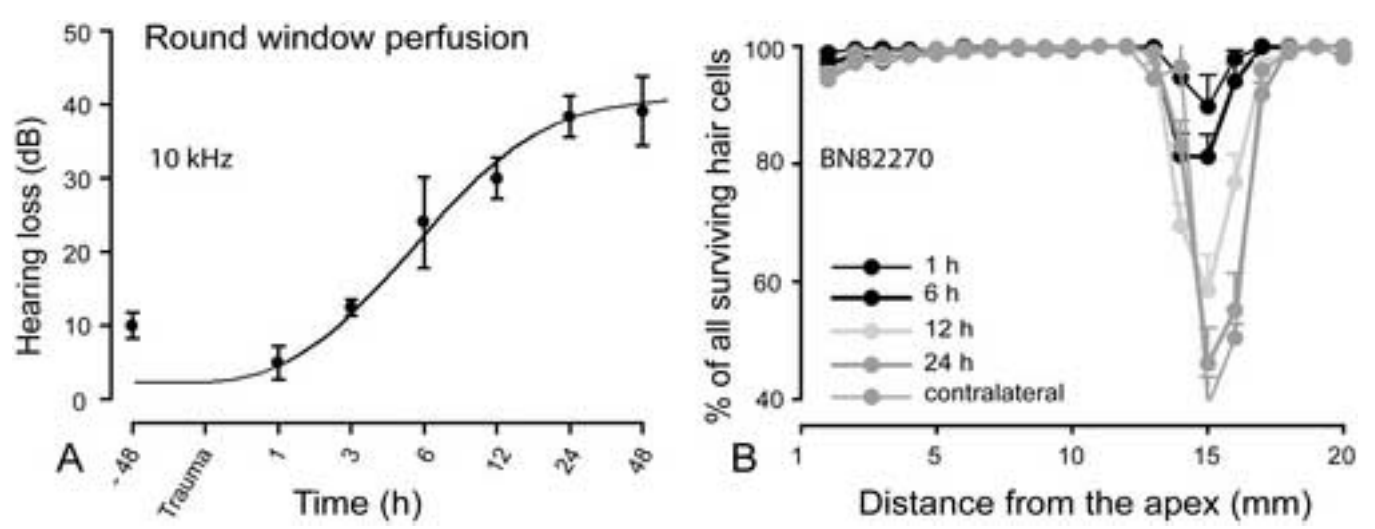 Round window perfusion
10 kHz
Hearing loss (dB)
50
40
30
20
10
0
- 48
Trauma
1
3
6
12
24
48
Time (h)
A
% of all surviving hair cells
100
80
60
40
BN82270
1 h
6 h
12 h
24 h
contralateral
1
5
10
15
20
Distance from the apex (mm)
B